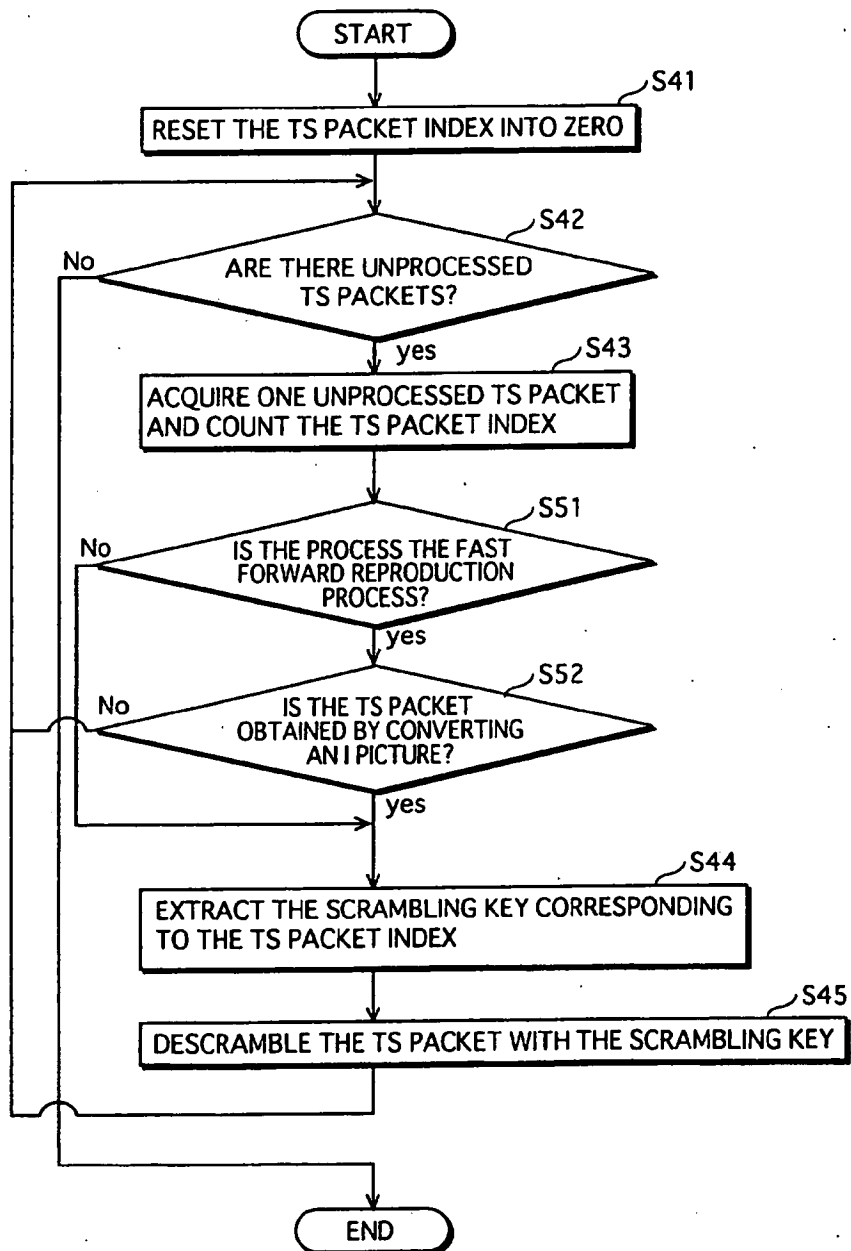 START
S41
RESET THE TS PACKET INDEX INTO ZERO
S42
No
ARE THERE UNPROCESSED
TS PACKETS?
yes
S43
ACQUIRE ONE UNPROCESSED TS PACKET
AND COUNT THE TS PACKET INDEX
S51
No
IS THE PROCESS THE FAST
FORWARD REPRODUCTION
PROCESS?
yes
S52
No
IS THE TS PACKET
OBTAINED BY CONVERTING
AN I PICTURE?
yes
S44
EXTRACT THE SCRAMBLING KEY CORRESPONDING
TO THE TS PACKET INDEX
S45
DESCRAMBLE THE TS PACKET WITH THE SCRAMBLING KEY
END